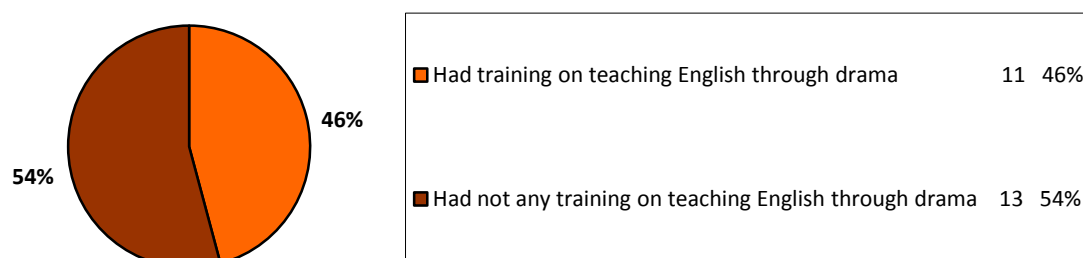 46%
54%
Had training on teaching English through drama 11 46%
Had not any training on teaching English through drama 13 54%